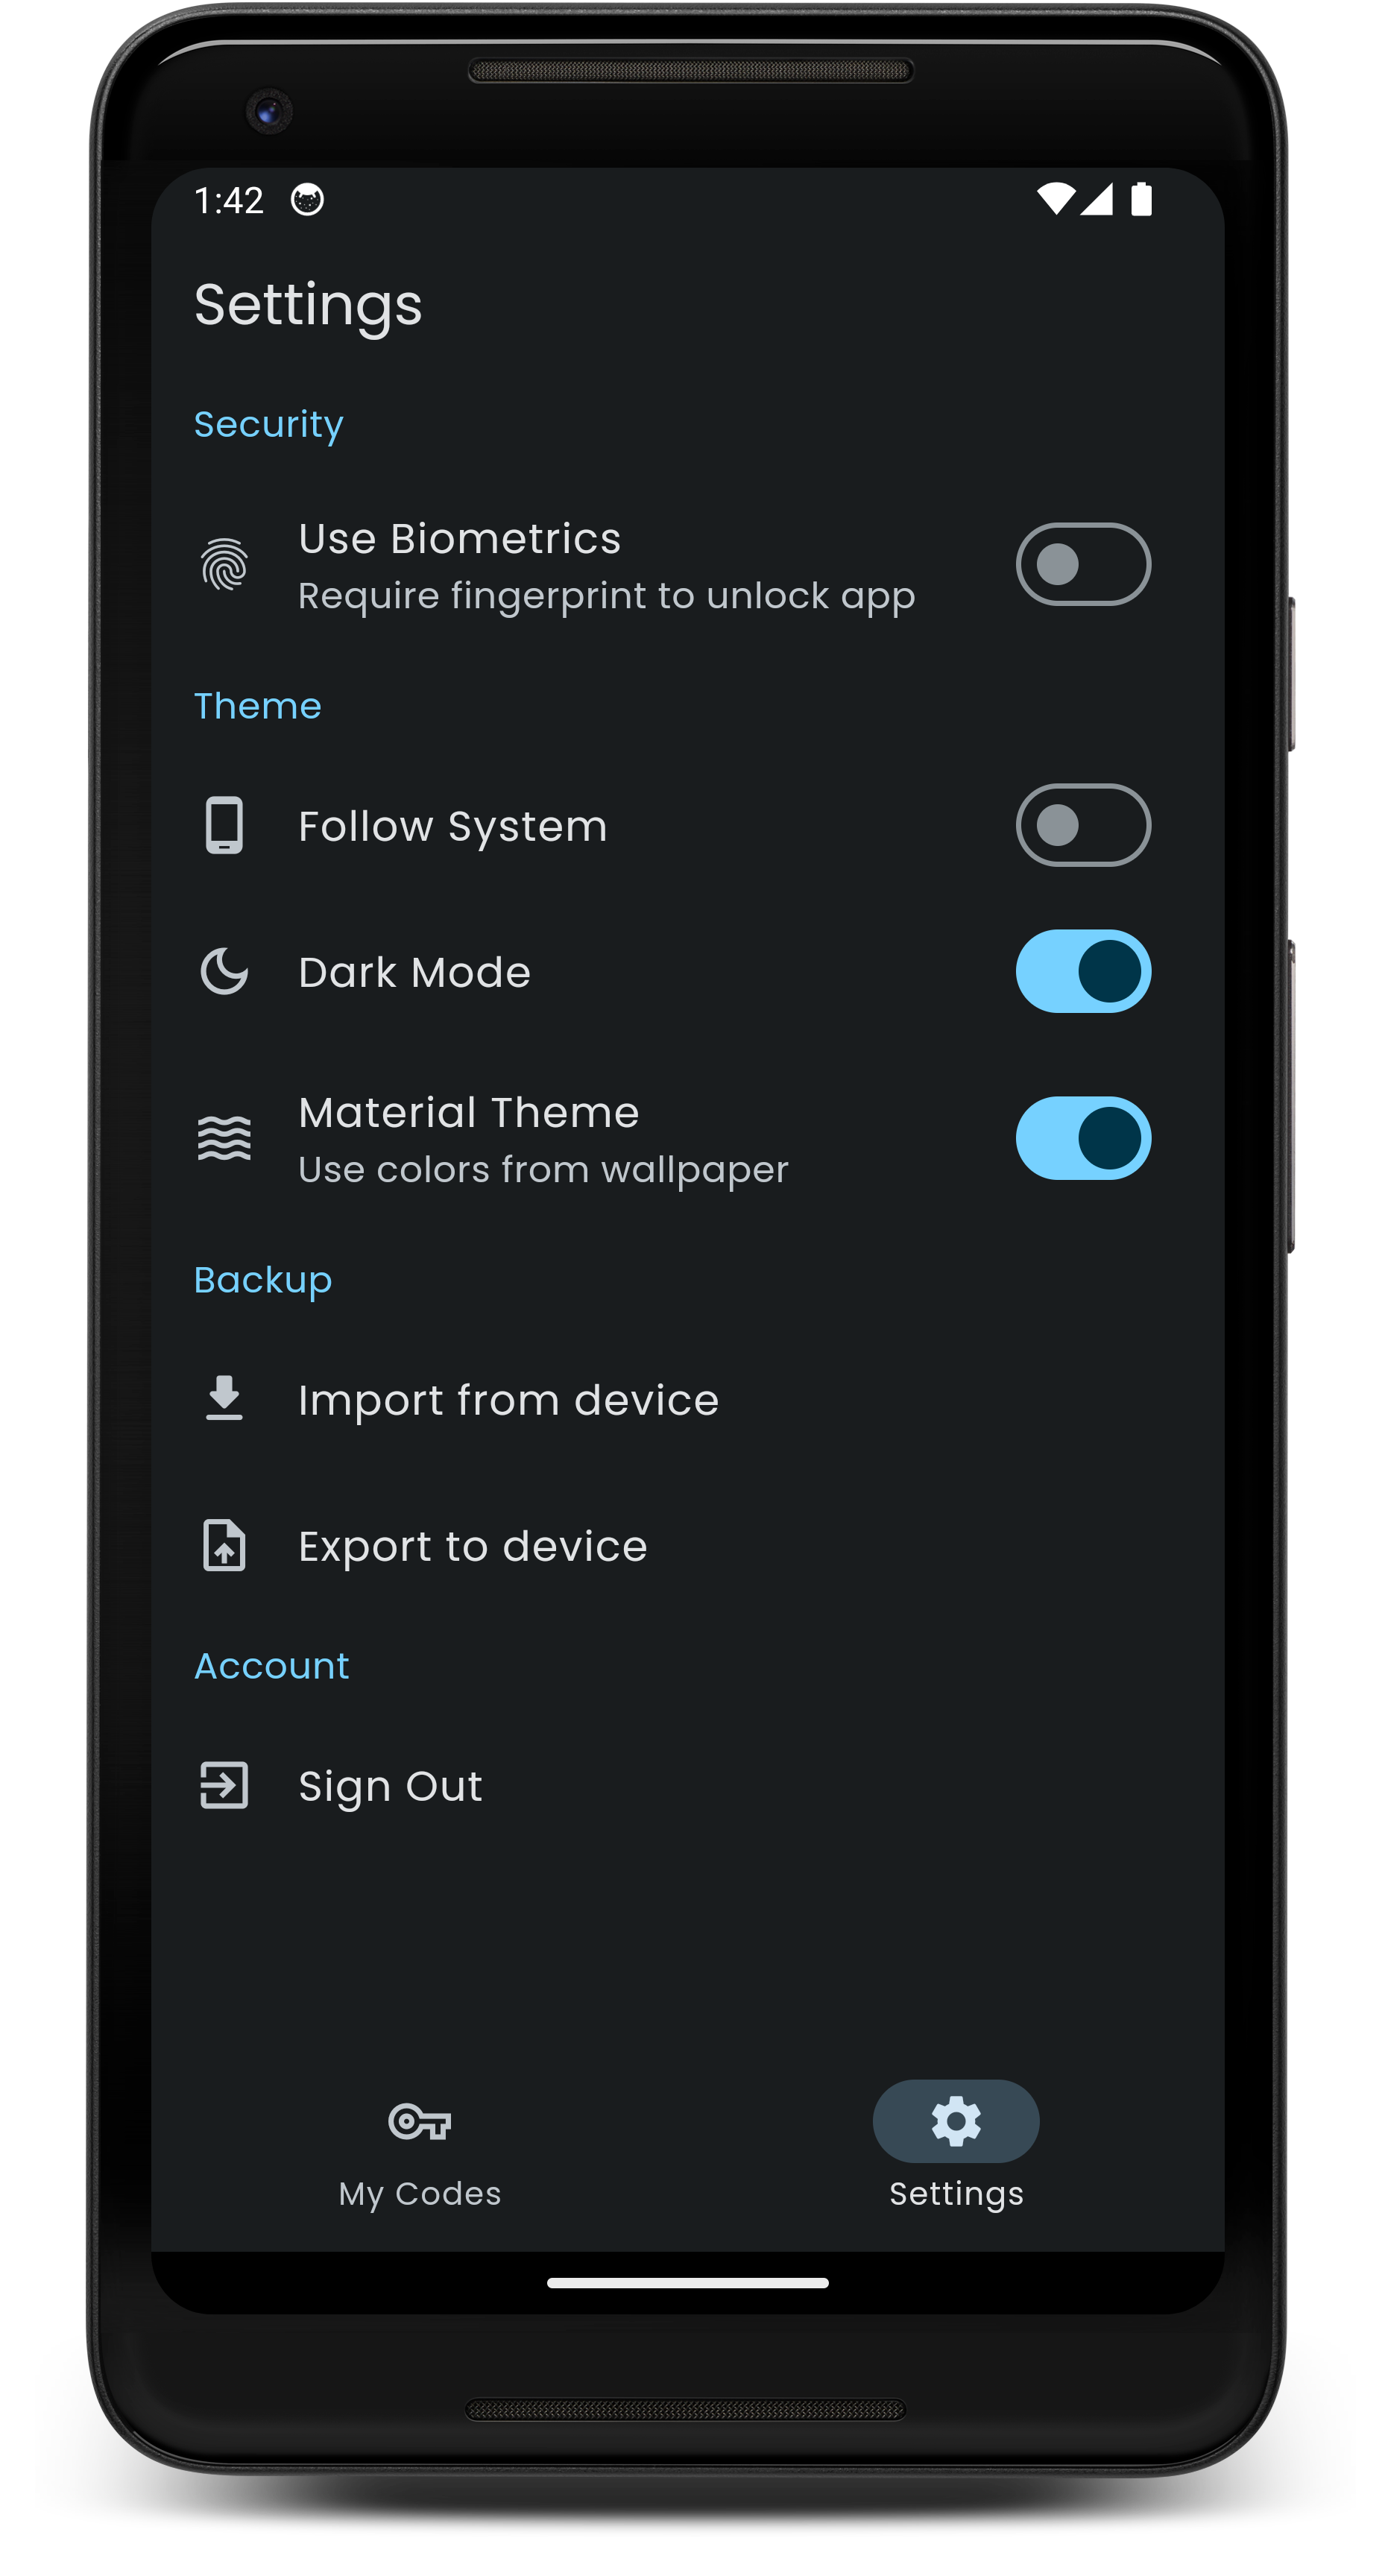 1:42
Settings
Security
Use Biometrics
Require fingerprint to unlock app
Theme
Follow System
Dark Mode
Material Theme
Use colors from wallpaper
Backup
Import from device
Export to device
Account
Sign Out
My Codes
Settings